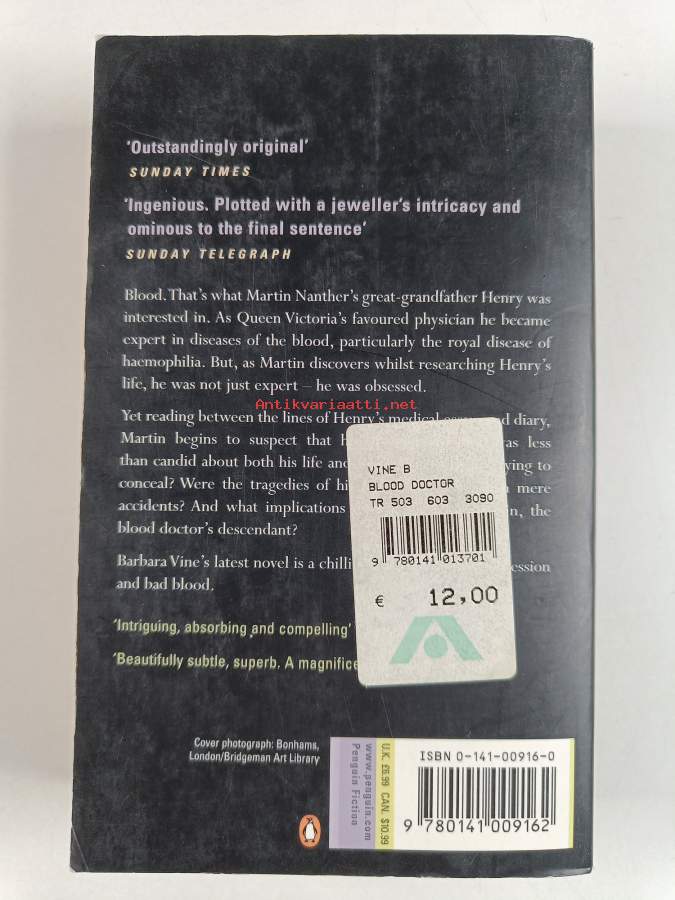 'Outstandingly original'
SUNDAY TIMES
'Ingenious. Plotted with a jeweller's intricacy and
ominous to the final sentence'
SUNDAY TELEGRAPH
Blood. That's what Martin Nanther's great-grandfather Henry was
interested in. As Queen Victoria's favoured physician he became
expert in diseases of the blood, particularly the royal disease of
haemophilia. But, as Martin discovers whilst researching Henry's
life, he was not just expert – he was obsessed.
Antikvariaatti.net
Yet reading between the lines of Henry's medical diary,
Martin begins to suspect that as less
than candid about both his life and ying to
conceal? Were the tragedies of hi mere
accidents? And what implications the
blood doctor's descendant?
Barbara Vine's latest novel is a chilli ession
and bad blood.
'Intriguing, absorbing and compelling'
'Beautifully subtle, superb. A magnific
VINE B
BLOOD DOCTOR
TR 503 603 3090
9 780141 013701
€ 12,00
Cover photograph: Bonhams,
London/Bridgeman Art Library
www.penguin.com
Penguin Fiction
U.K. £6.99 CAN. $10.99
ISBN 0-141-00916-0
9 780141 009162